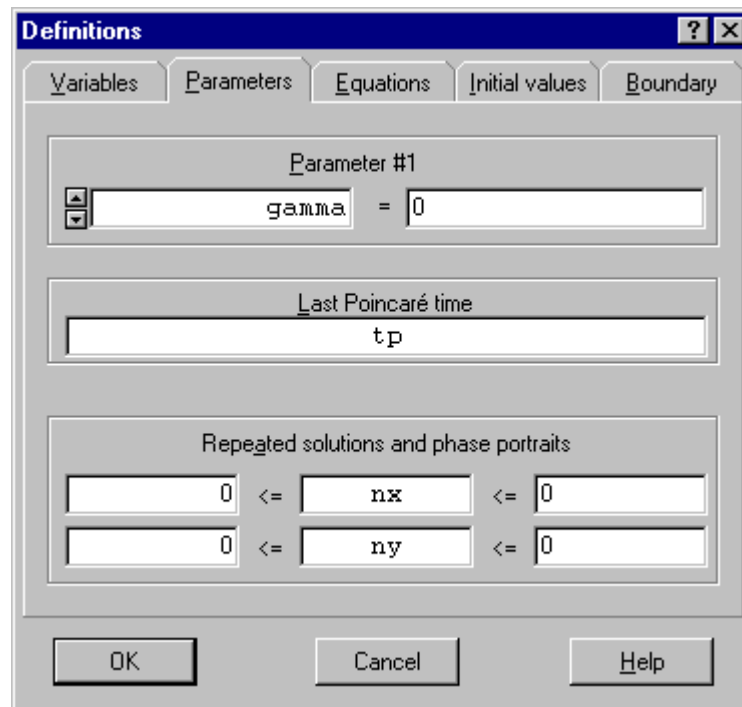 Definitions
Variables Parameters Equations Initial values Boundary
Parameter #1
gamma = 0
Last Poincaré time
tp
Repeated solutions and phase portraits
0 <= nx <= 0
0 <= ny <= 0
OK Cancel Help